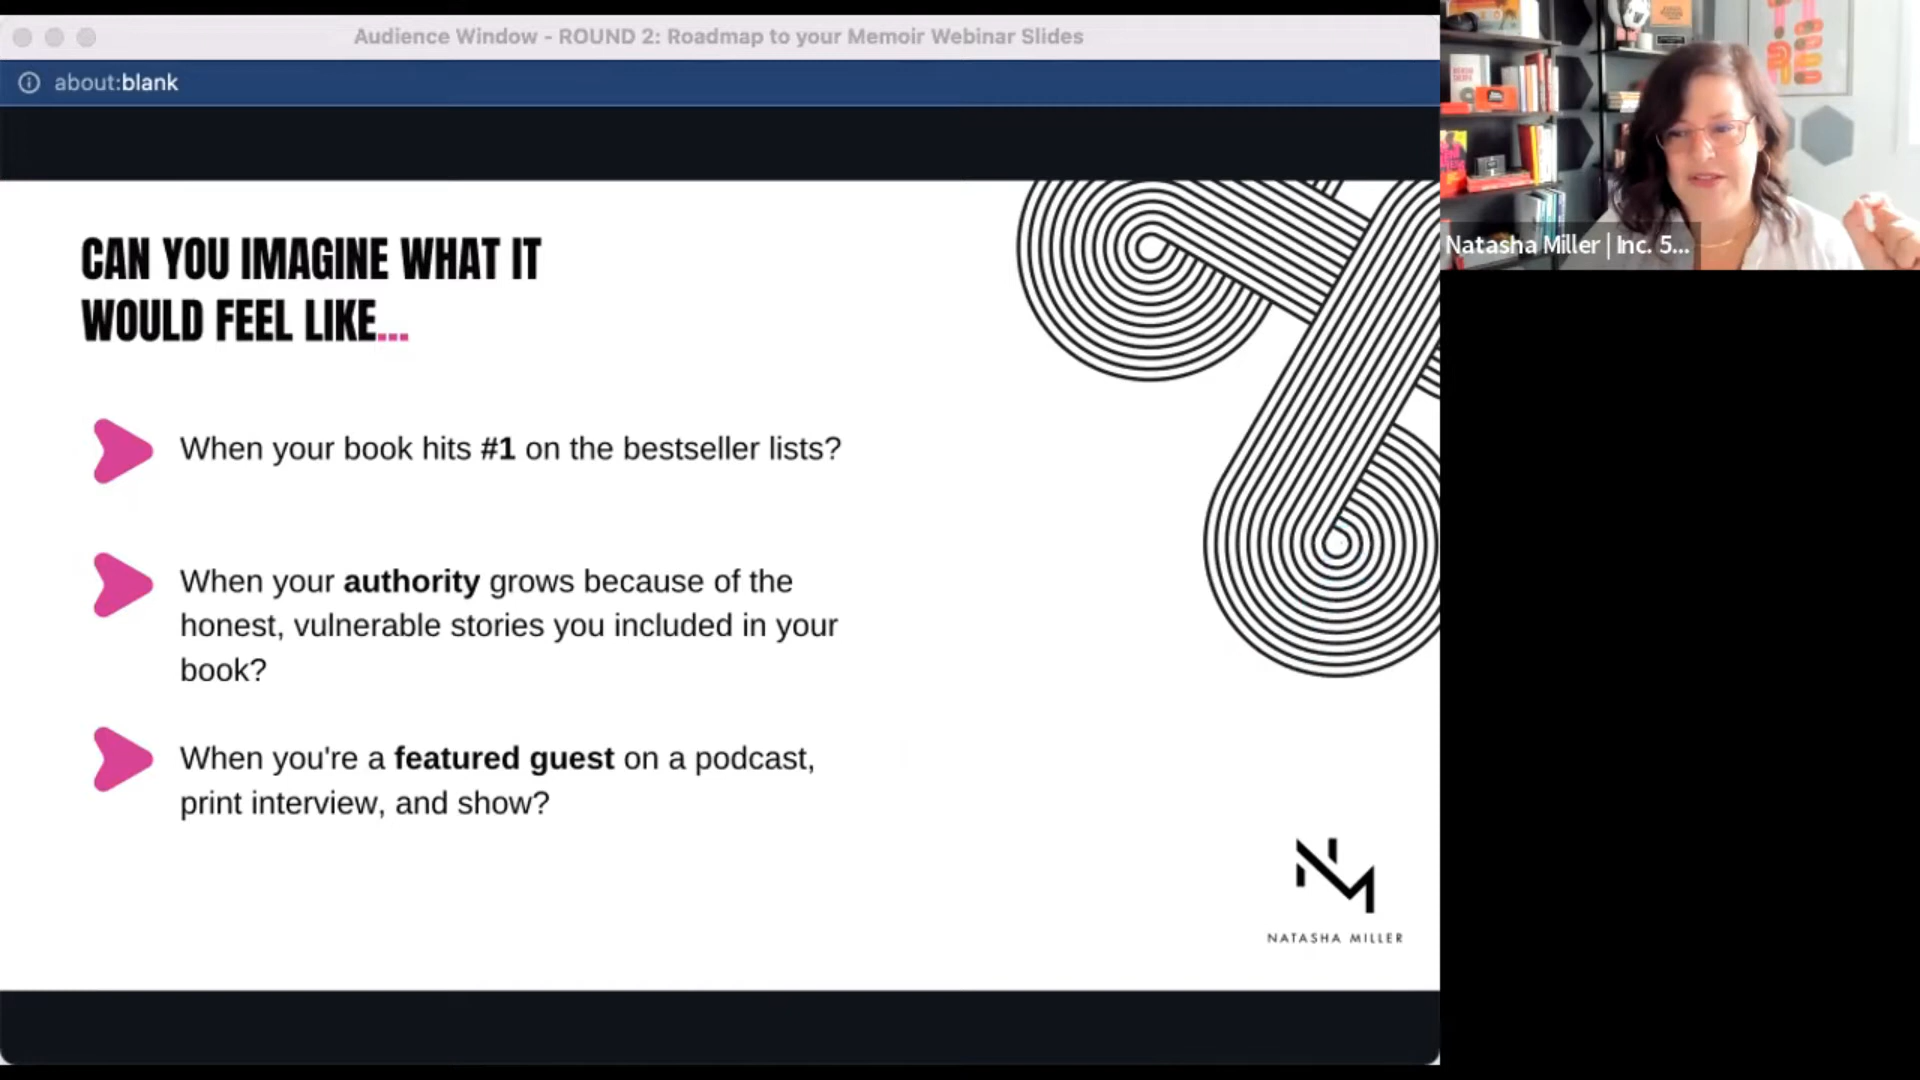 Audience Window - ROUND 2: Roadmap to your Memoir Webinar Slides
about:blank
CAN YOU IMAGINE WHAT IT
WOULD FEEL LIKE...
When your book hits #1 on the bestseller lists?
When your authority grows because of the
honest, vulnerable stories you included in your
book?
When you're a featured guest on a podcast,
print interview, and show?
NATASHA MILLER
Natasha Miller | Inc. 5...